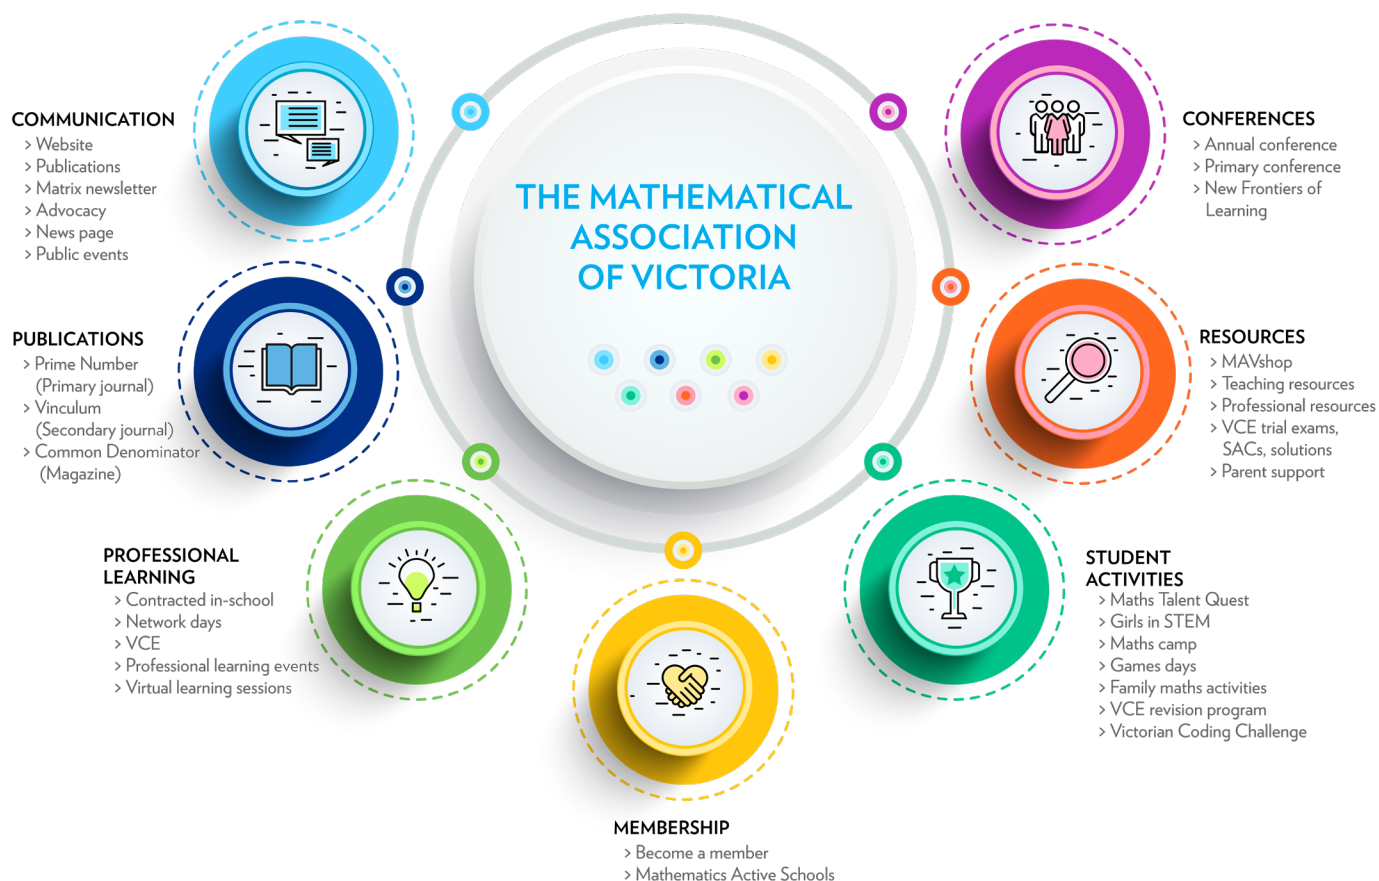 THE MATHEMATICAL
ASSOCIATION
OF VICTORIA
COMMUNICATION
> Website
> Publications
> Matrix newsletter
> Advocacy
> News page
> Public events
PUBLICATIONS
> Prime Number
(Primary journal)
> Vinculum
(Secondary journal)
> Common Denominator
(Magazine)
PROFESSIONAL
LEARNING
> Contracted in-school
> Network days
> VCE
> Professional learning events
> Virtual learning sessions
MEMBERSHIP
> Become a member
> Mathematics Active Schools
STUDENT
ACTIVITIES
> Maths Talent Quest
> Girls in STEM
> Maths camp
> Games days
> Family maths activities
> VCE revision program
> Victorian Coding Challenge
RESOURCES
> MAVshop
> Teaching resources
> Professional resources
> VCE trial exams,
SACs, solutions
> Parent support
CONFERENCES
> Annual conference
> Primary conference
> New Frontiers of
Learning